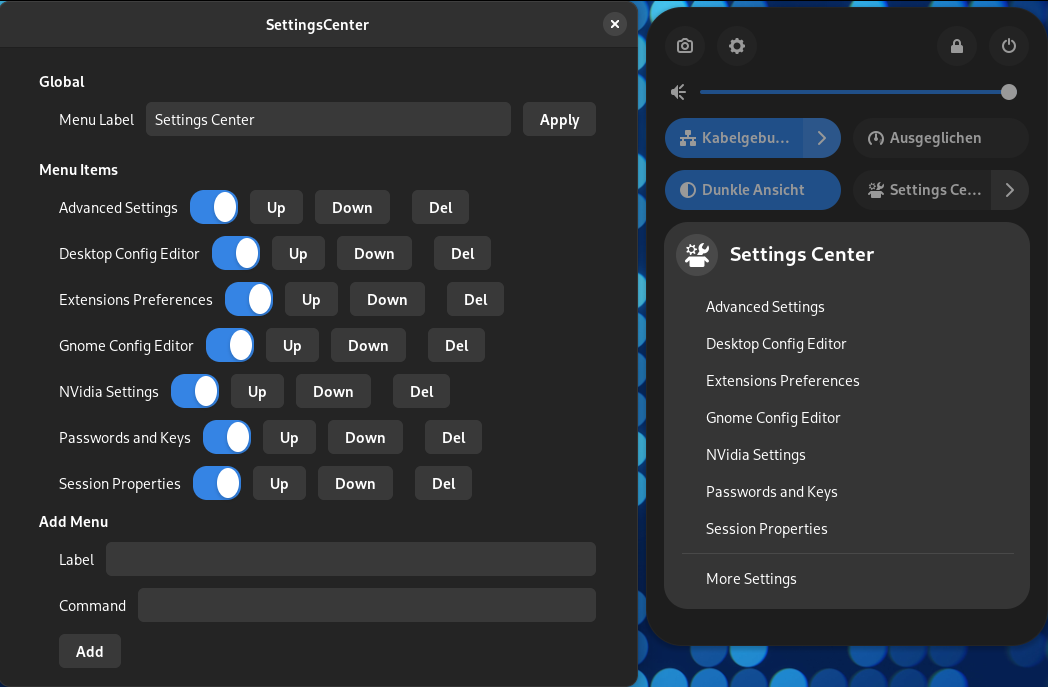 SettingsCenter
Global
Menu Label Settings Center Apply
Menu Items
Advanced Settings Up Down Del
Desktop Config Editor Up Down Del
Extensions Preferences Up Down Del
Gnome Config Editor Up Down Del
NVidia Settings Up Down Del
Passwords and Keys Up Down Del
Session Properties Up Down Del
Add Menu
Label
Command
Add
Kabelgebu... Ausgeglichen
Dunkle Ansicht Settings Ce...
Settings Center
Advanced Settings
Desktop Config Editor
Extensions Preferences
Gnome Config Editor
NVidia Settings
Passwords and Keys
Session Properties
More Settings